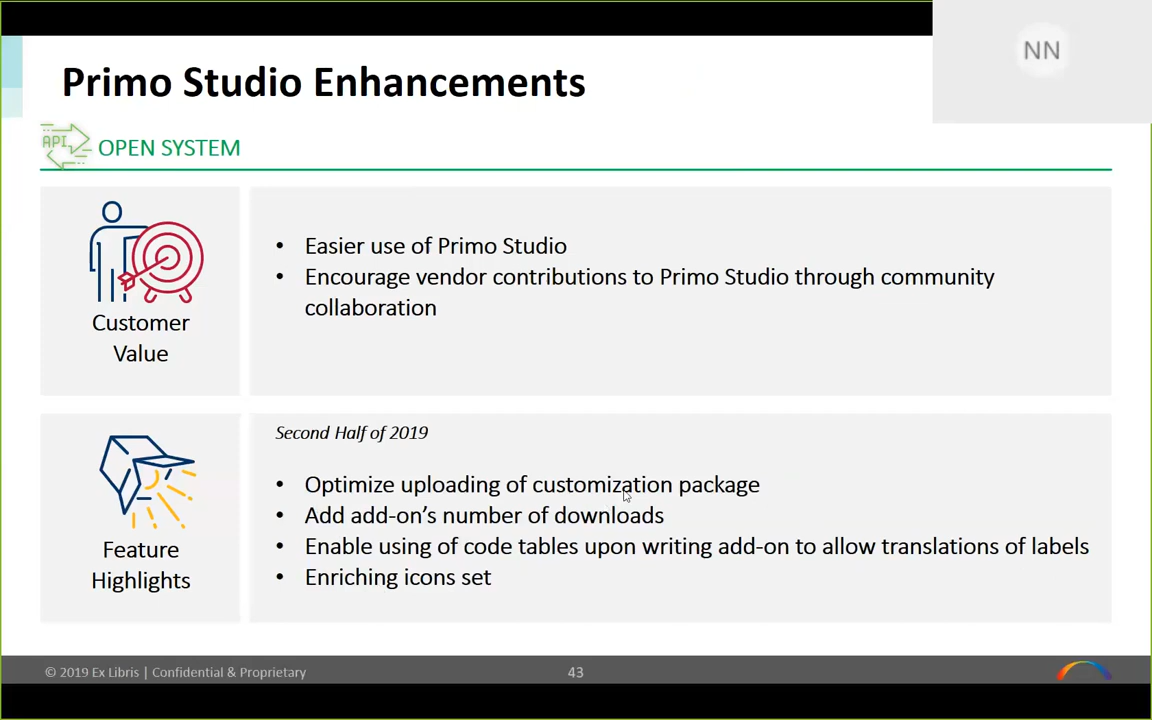 NN
Primo Studio Enhancements
API
OPEN SYSTEM
Customer
Value
• Easier use of Primo Studio
• Encourage vendor contributions to Primo Studio through community
collaboration
Feature
Highlights
Second Half of 2019
• Optimize uploading of customization package
• Add add-on’s number of downloads
• Enable using of code tables upon writing add-on to allow translations of labels
• Enriching icons set
© 2019 Ex Libris | Confidential & Proprietary
43